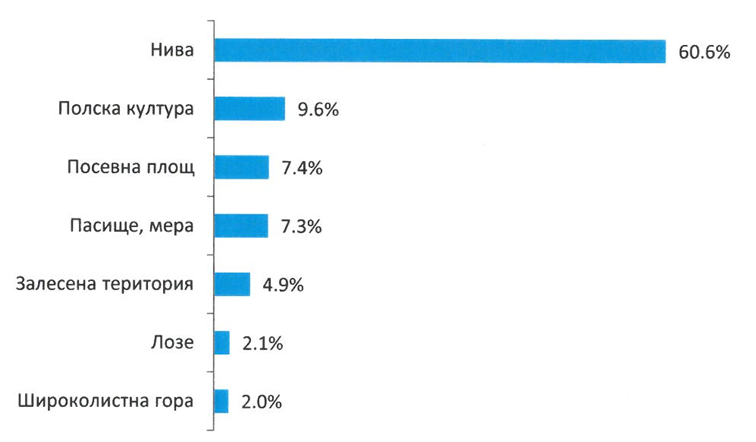 Нива 60.6%
Полска култура 9.6%
Посевна площ 7.4%
Пасище, мера 7.3%
Залесена територия 4.9%
Лозе 2.1%
Широколистна гора 2.0%